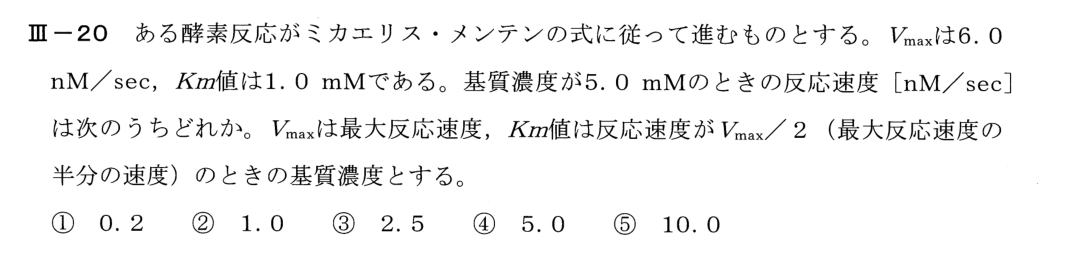 Ⅲ－20　ある酵素反応がミカエリス・メンテンの式に従って進むものとする。Vmaxは6.0
nM／sec，Km値は1.0 mMである。基質濃度が5.0 mMのときの反応速度［nM／sec］
は次のうちどれか。Vmaxは最大反応速度，Km値は反応速度がVmax／2（最大反応速度の
半分の速度）のときの基質濃度とする。
①　0.2　　②　1.0　　③　2.5　　④　5.0　　⑤　10.0